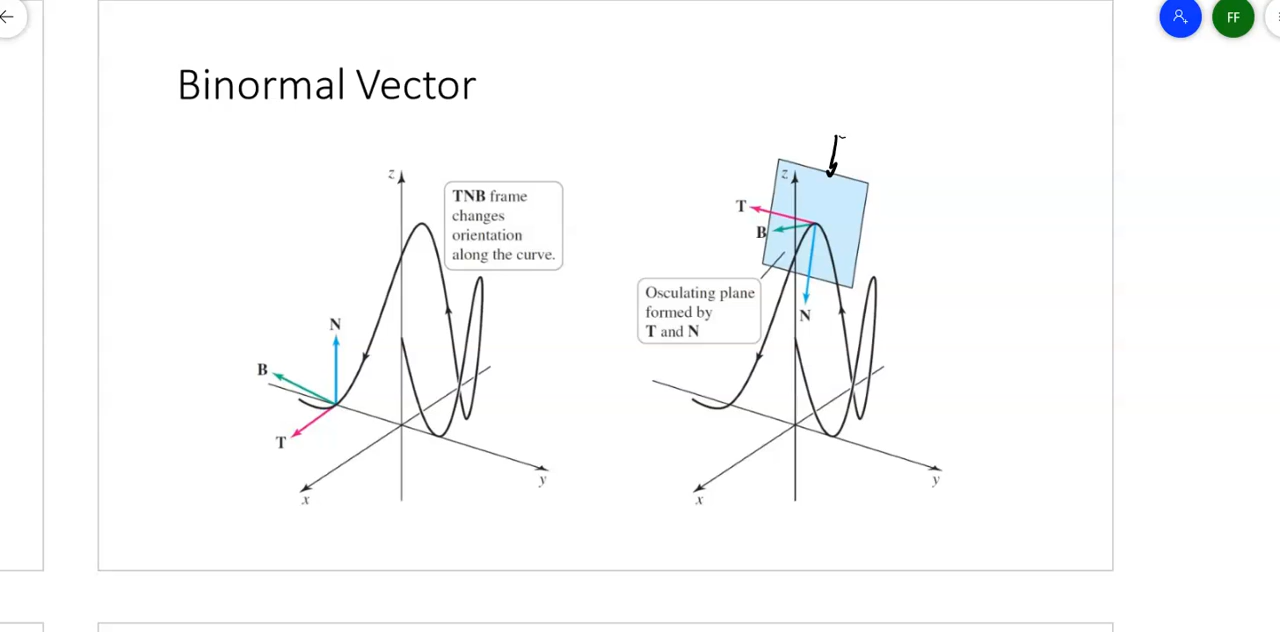 FF
Binormal Vector
z
TNB frame
changes
orientation
along the curve.
N
B
T
x
y
z
T
B
Osculating plane
formed by
T and N
N
x
y